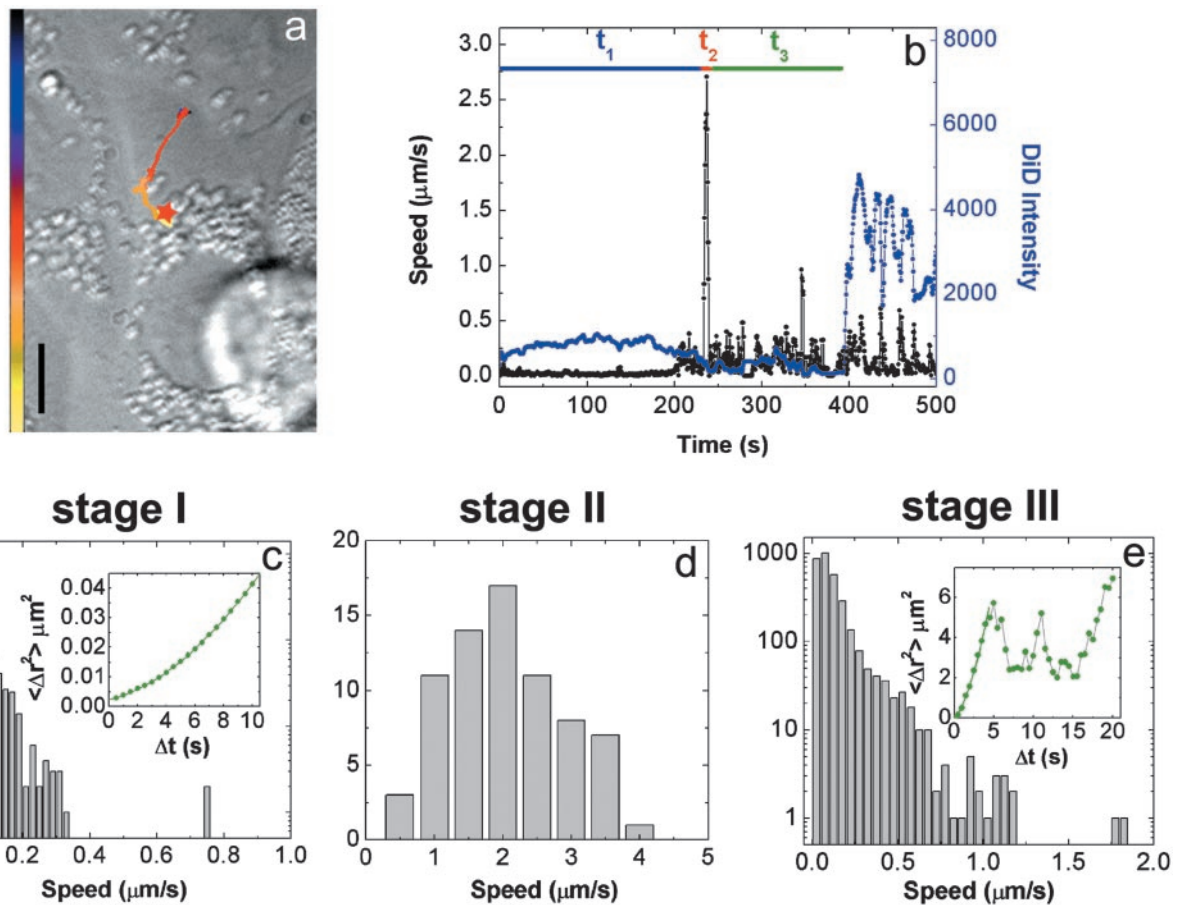 a
b
t1 t2 t3
3.0
2.5
2.0
1.5
1.0
0.5
0.0
Speed (μm/s)
8000
6000
4000
2000
0
DiD Intensity
0 100 200 300 400 500
Time (s)
stage I
c
0.04
0.03
0.02
0.01
0.00
<Δr²> μm²
0 2 4 6 8 10
Δt (s)
0.2 0.4 0.6 0.8 1.0
Speed (μm/s)
stage II
d
20
15
10
5
0
0 1 2 3 4 5
Speed (μm/s)
stage III
e
1000
100
10
1
6
4
2
0
<Δr²> μm²
0 5 10 15 20
Δt (s)
0.0 0.5 1.0 1.5 2.0
Speed (μm/s)